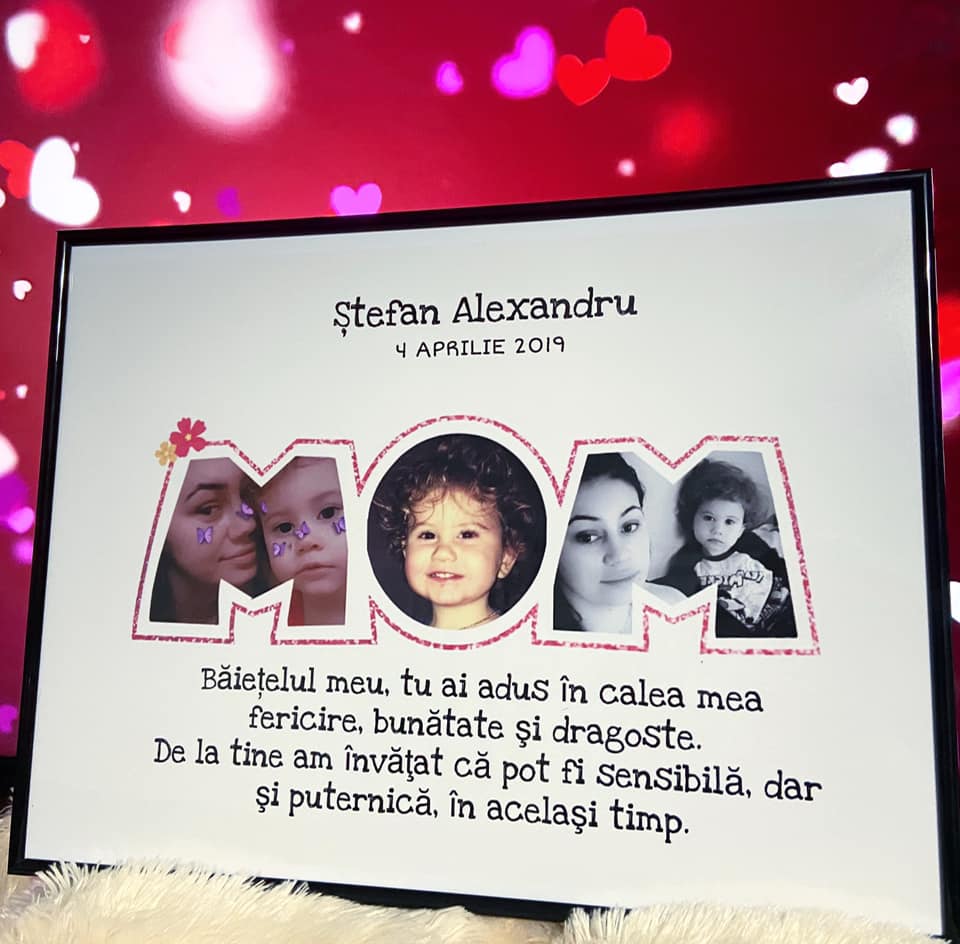 Ștefan Alexandru
4 APRILIE 2019
MOM
Băiețelul meu, tu ai adus în calea mea
fericire, bunătate şi dragoste.
De la tine am învăţat că pot fi sensibilă, dar
şi puternică, în acelaşi timp.